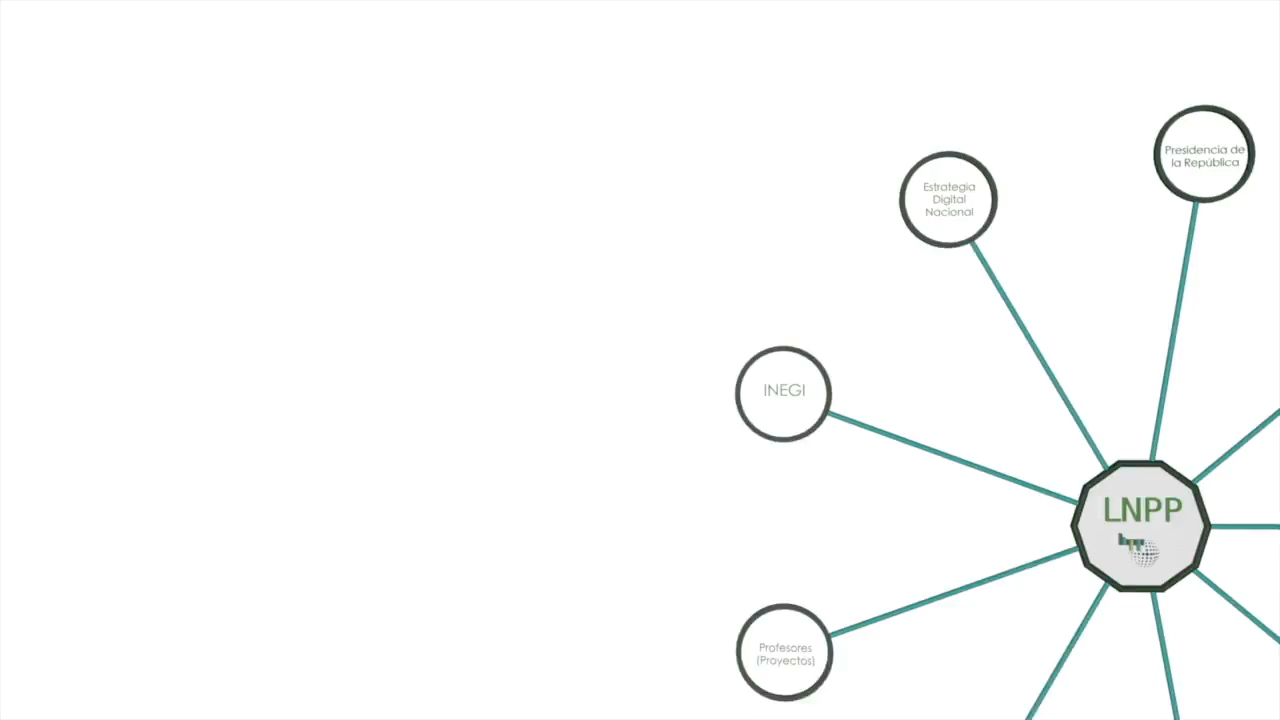 Presidencia de
la República
Estrategia
Digital
Nacional
INEGI
LNPP
Profesores
(Proyectos)